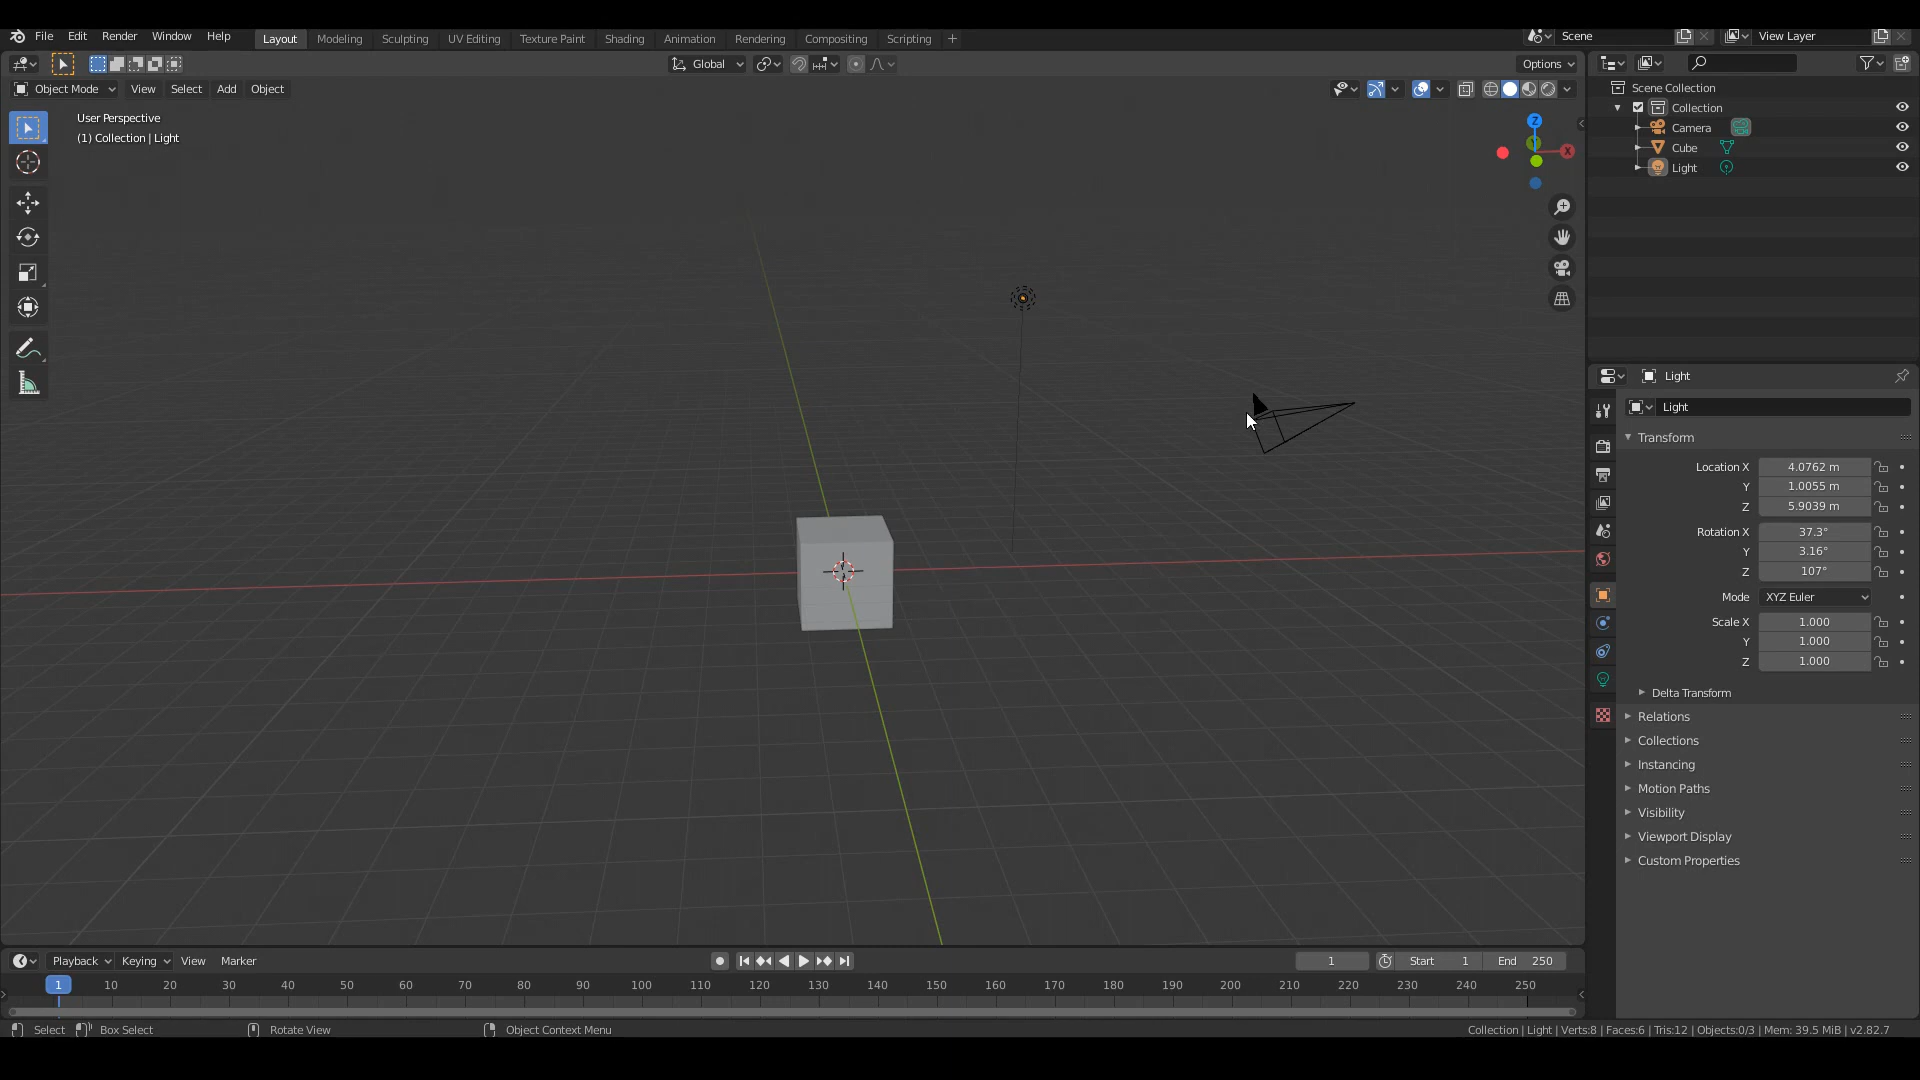 File Edit Render Window Help Layout Modeling Sculpting UV Editing Texture Paint Shading Animation Rendering Compositing Scripting + Scene View Layer
Global Options
Object Mode View Select Add Object
User Perspective
(1) Collection | Light
Z
Y
X
Scene Collection
Collection
Camera
Cube
Light
Light
Light
Transform
Location X 4.0762 m
Y 1.0055 m
Z 5.9039 m
Rotation X 37.3°
Y 3.16°
Z 107°
Mode XYZ Euler
Scale X 1.000
Y 1.000
Z 1.000
Delta Transform
Relations
Collections
Instancing
Motion Paths
Visibility
Viewport Display
Custom Properties
Playback Keying View Marker 1 Start 1 End 250
1 10 20 30 40 50 60 70 80 90 100 110 120 130 140 150 160 170 180 190 200 210 220 230 240 250
Select Box Select Rotate View Object Context Menu Collection | Light | Verts:8 | Faces:6 | Tris:12 | Objects:0/3 | Mem: 39.5 MiB | v2.82.7